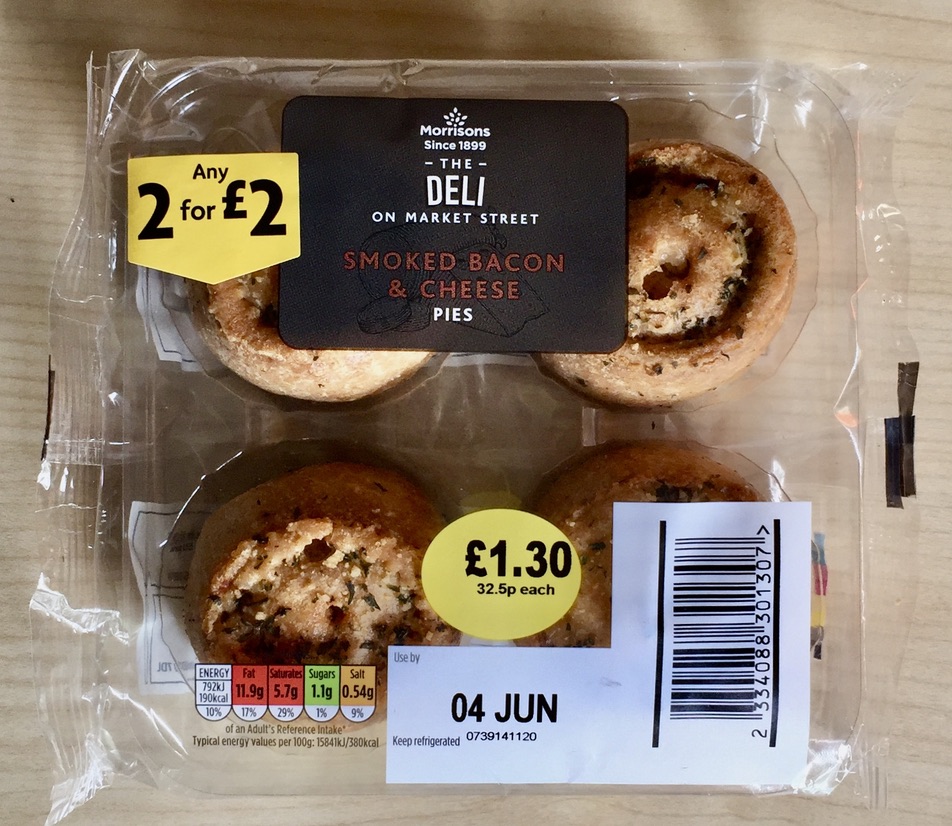 Morrisons
Since 1899
- THE -
DELI
ON MARKET STREET
SMOKED BACON
& CHEESE
PIES
Any
2 for £2
£1.30
32.5p each
ENERGY
792kJ
190kcal
10%
Fat
11.9g
17%
Saturates
5.7g
29%
Sugars
1.1g
1%
Salt
0.54g
9%
of an Adult's Reference Intake*
Typical energy values per 100g: 15841kJ/380kcal
Use by
04 JUN
Keep refrigerated 0739141120
2 334088 301307 >